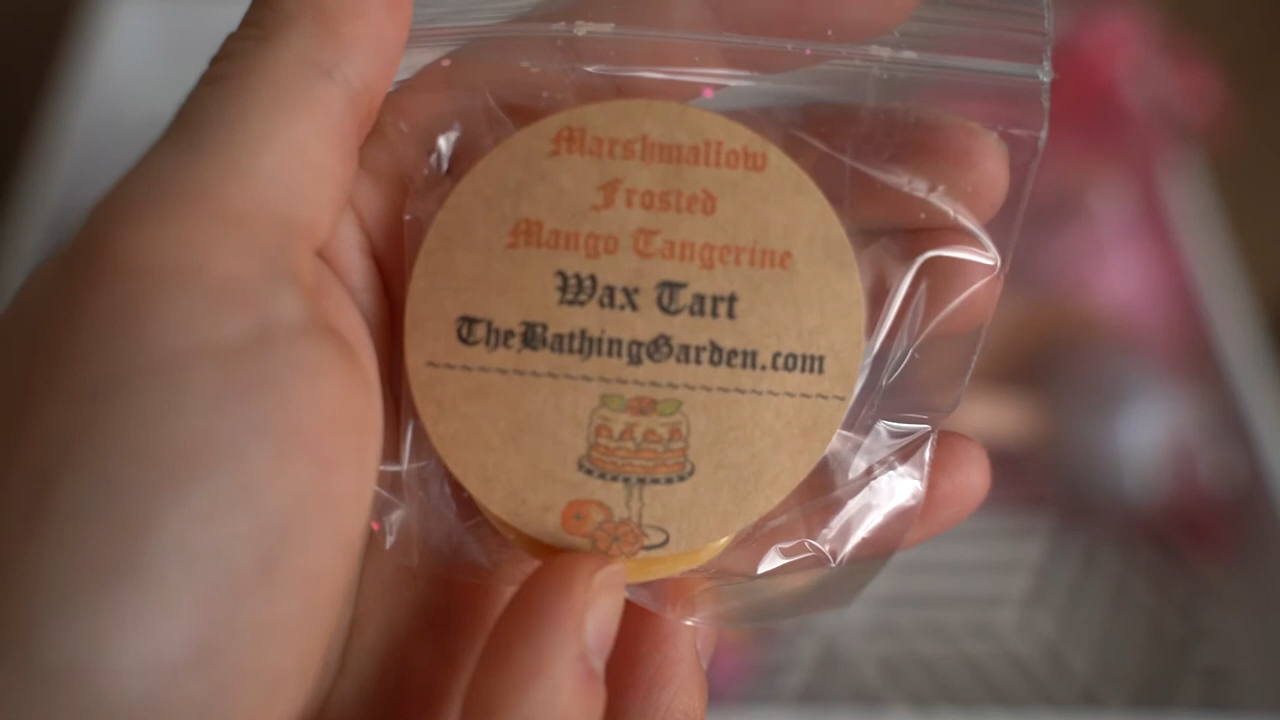 Marshmallow
Frosted
Mango Tangerine
Wax Tart
TheBathingGarden.com